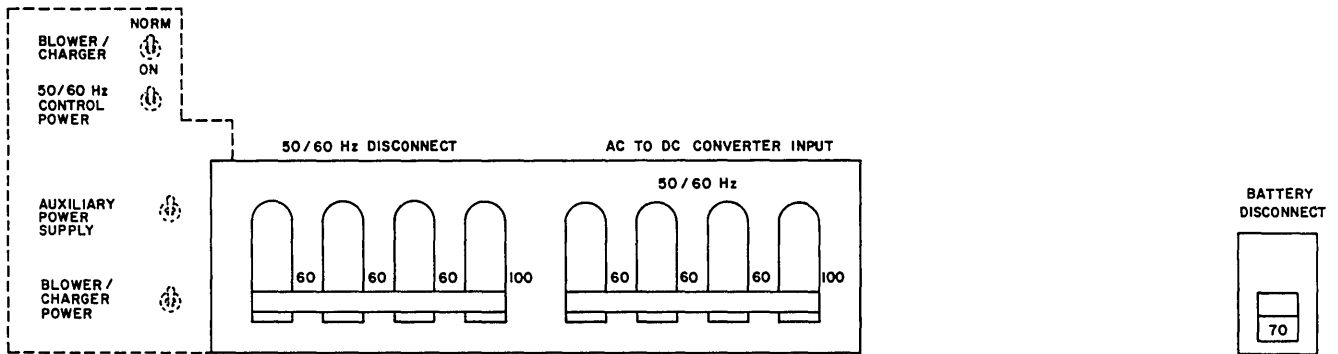 NORM
BLOWER /
CHARGER
ON
50/60 Hz
CONTROL
POWER
AUXILIARY
POWER
SUPPLY
BLOWER /
CHARGER
POWER
50/60 Hz DISCONNECT
60 60 60 100
AC TO DC CONVERTER INPUT
50/60 Hz
60 60 60 100
BATTERY
DISCONNECT
70